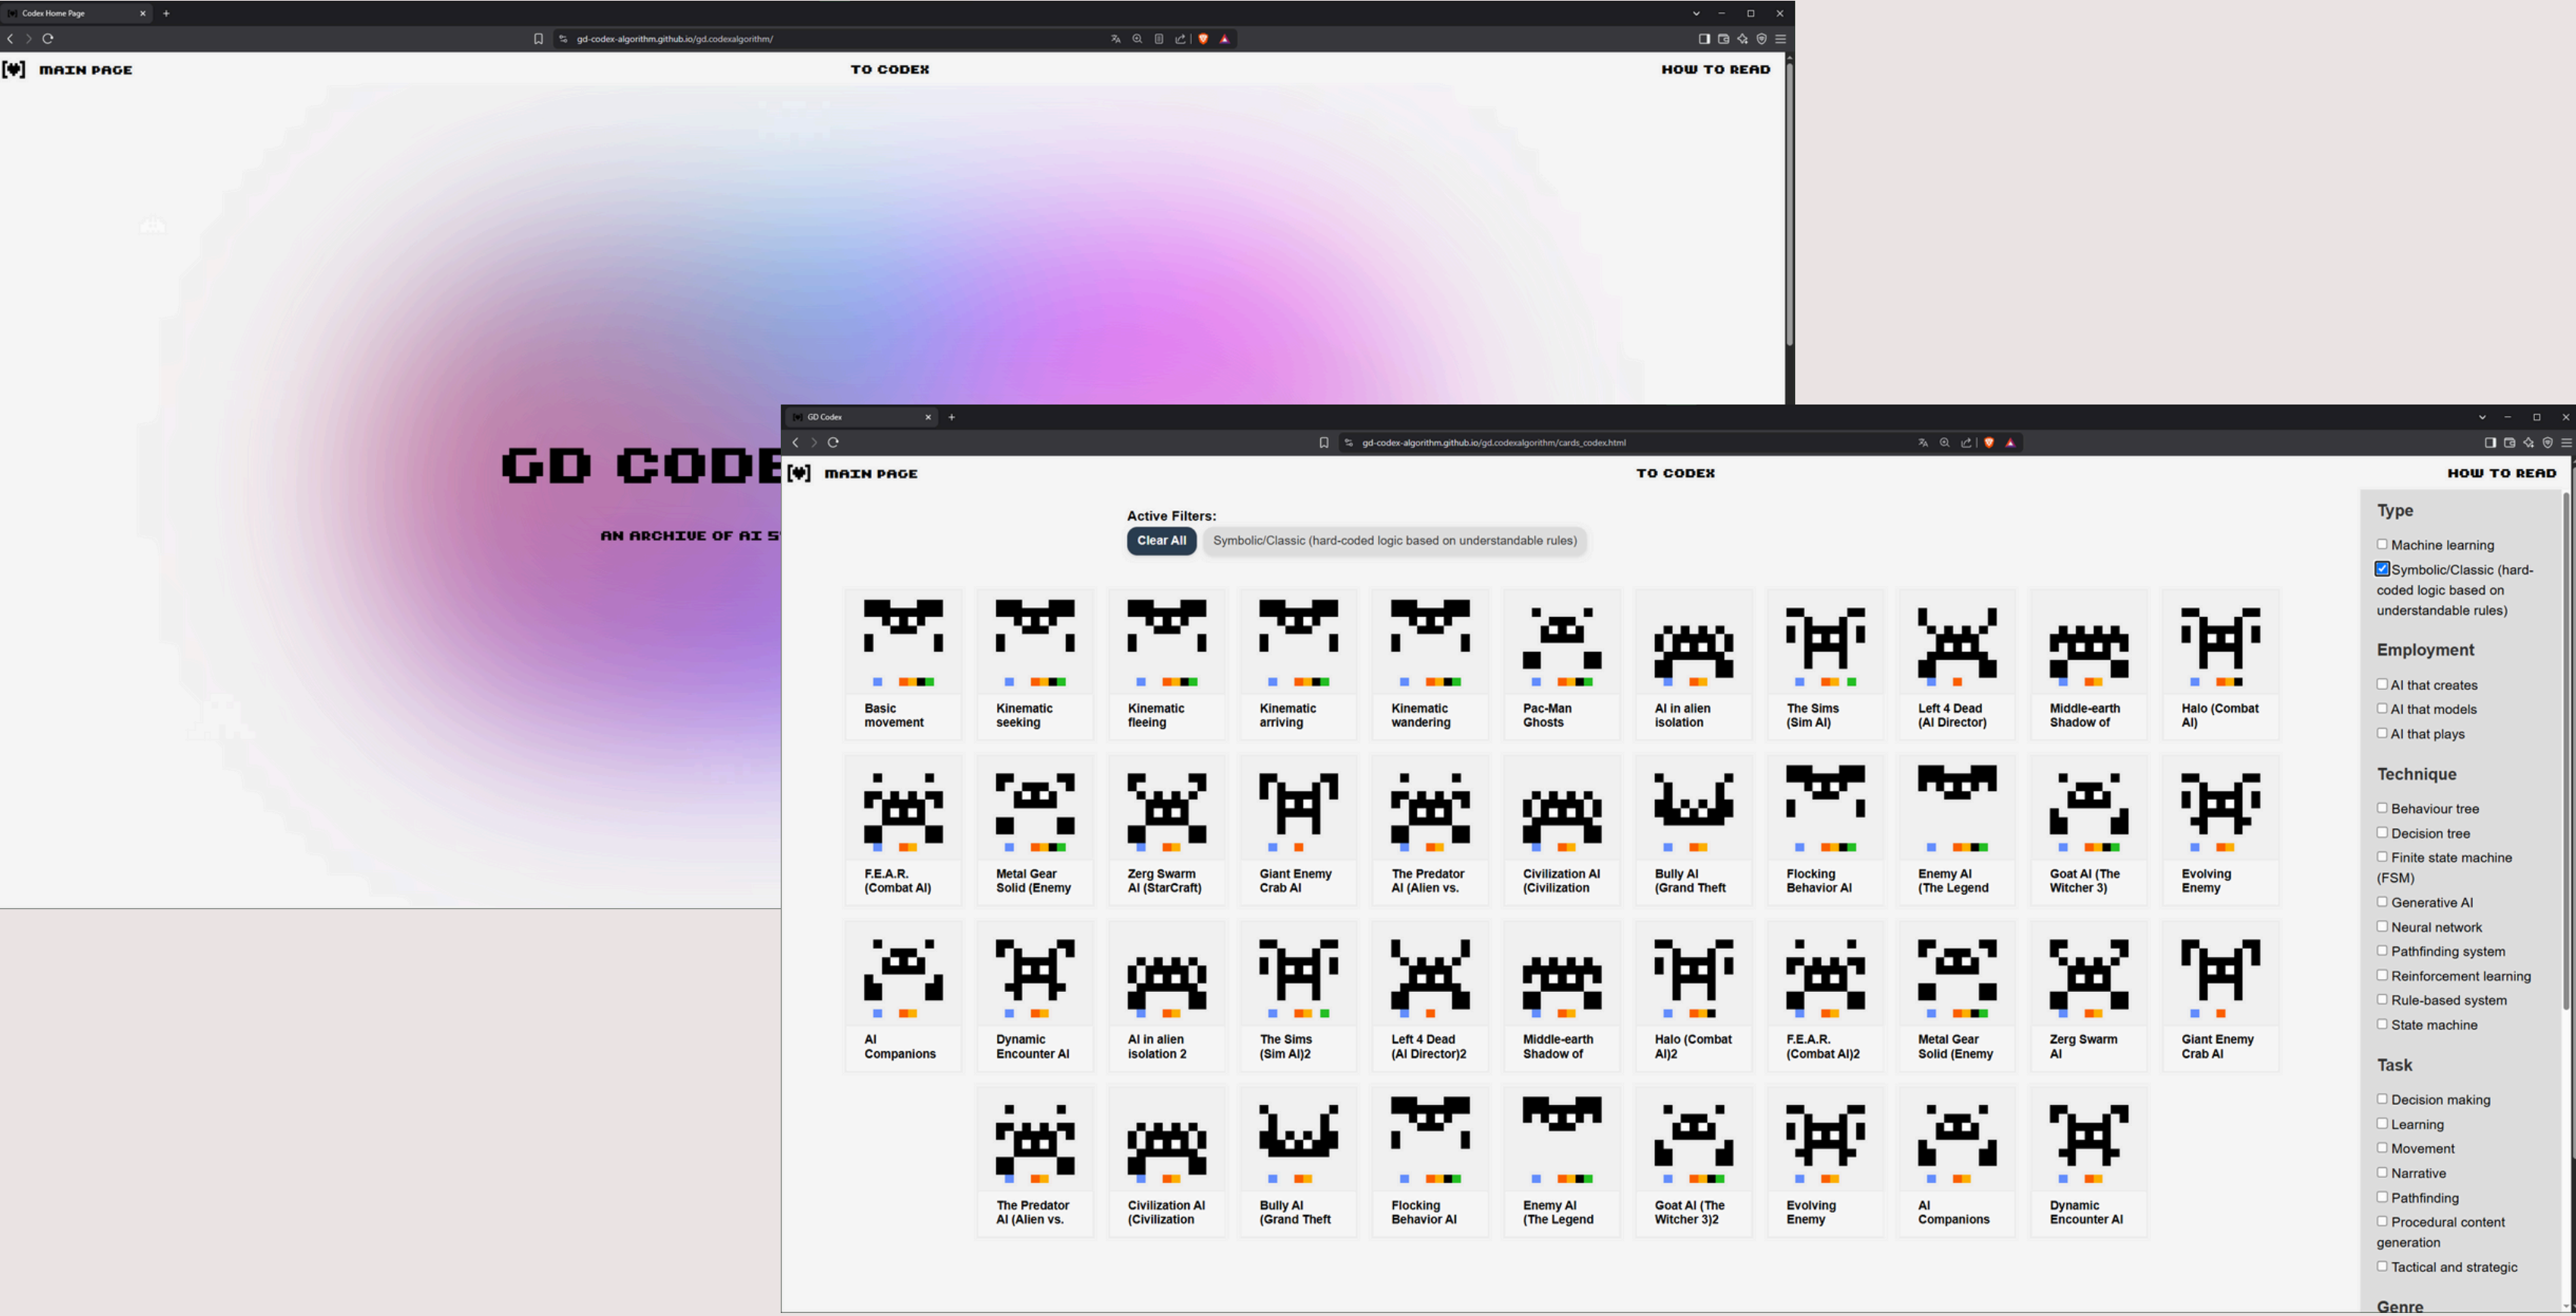 Codex Home Page
gd-codex-algorithm.github.io/gd.codexalgorithm/
MAIN PAGE
TO CODEX
HOW TO READ
GD CODE
AN ARCHIVE OF AI
GD Codex
gd-codex-algorithm.github.io/gd.codexalgorithm/cards_codex.html
MAIN PAGE
TO CODEX
HOW TO READ
Active Filters:
Clear All
Symbolic/Classic (hard-coded logic based on understandable rules)
Basic
movement
Kinematic
seeking
Kinematic
fleeing
Kinematic
arriving
Kinematic
wandering
Pac-Man
Ghosts
AI in alien
isolation
The Sims
(Sim AI)
Left 4 Dead
(AI Director)
Middle-earth
Shadow of
Halo (Combat
AI)
F.E.A.R.
(Combat AI)
Metal Gear
Solid (Enemy
Zerg Swarm
AI (StarCraft)
Giant Enemy
Crab AI
The Predator
AI (Alien vs.
Civilization AI
(Civilization
Bully AI
(Grand Theft
Flocking
Behavior AI
Enemy AI
(The Legend
Goat AI (The
Witcher 3)
Evolving
Enemy
AI
Companions
Dynamic
Encounter AI
AI in alien
isolation 2
The Sims
(Sim AI)2
Left 4 Dead
(AI Director)2
Middle-earth
Shadow of
Halo (Combat
AI)2
F.E.A.R.
(Combat AI)2
Metal Gear
Solid (Enemy
Zerg Swarm
AI
Giant Enemy
Crab AI
The Predator
AI (Alien vs.
Civilization AI
(Civilization
Bully AI
(Grand Theft
Flocking
Behavior AI
Enemy AI
(The Legend
Goat AI (The
Witcher 3)2
Evolving
Enemy
AI
Companions
Dynamic
Encounter AI
Type
Machine learning
Symbolic/Classic (hard-
coded logic based on
understandable rules)
Employment
AI that creates
AI that models
AI that plays
Technique
Behaviour tree
Decision tree
Finite state machine
(FSM)
Generative AI
Neural network
Pathfinding system
Reinforcement learning
Rule-based system
State machine
Task
Decision making
Learning
Movement
Narrative
Pathfinding
Procedural content
generation
Tactical and strategic
Genre